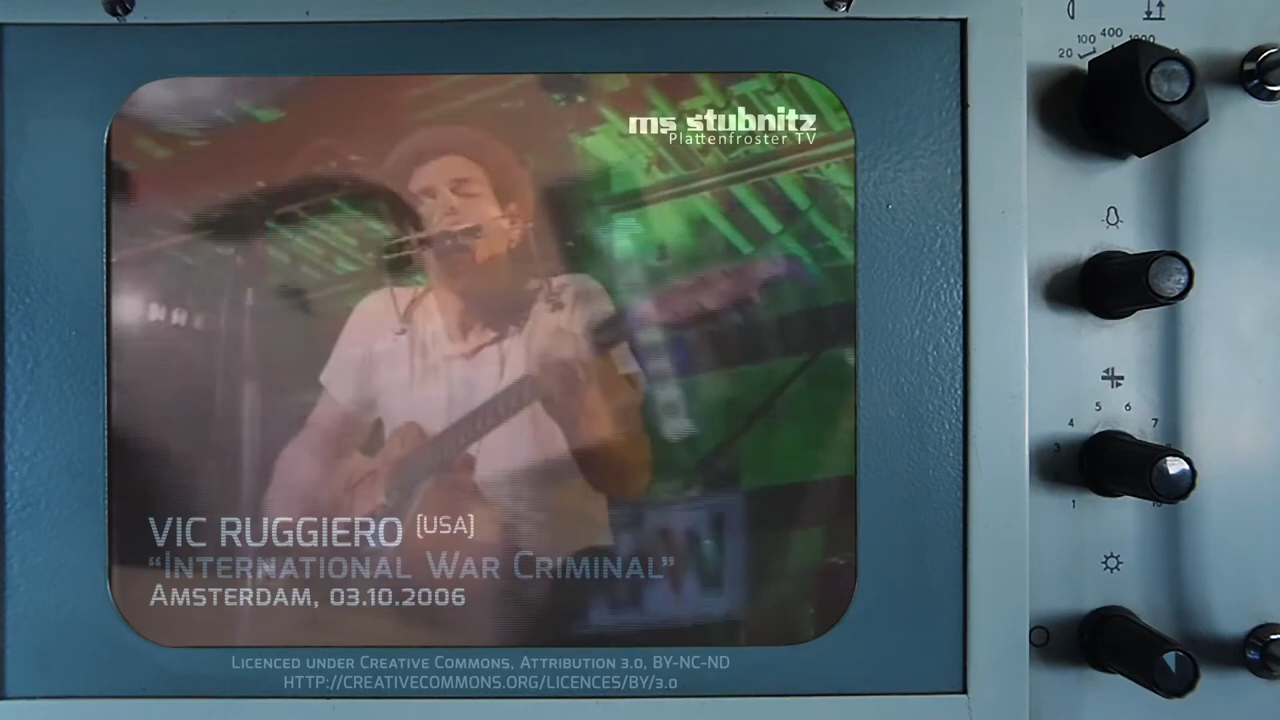 ms stubnitz
Plattenfroster TV
VIC RUGGIERO [USA]
“INTERNATIONAL WAR CRIMINAL”
AMSTERDAM, 03.10.2006
LICENCED UNDER CREATIVE COMMONS, ATTRIBUTION 3.0, BY-NC-ND
HTTP://CREATIVECOMMONS.ORG/LICENCES/BY/3.0
20 100 400
5 6
4 7
3
1